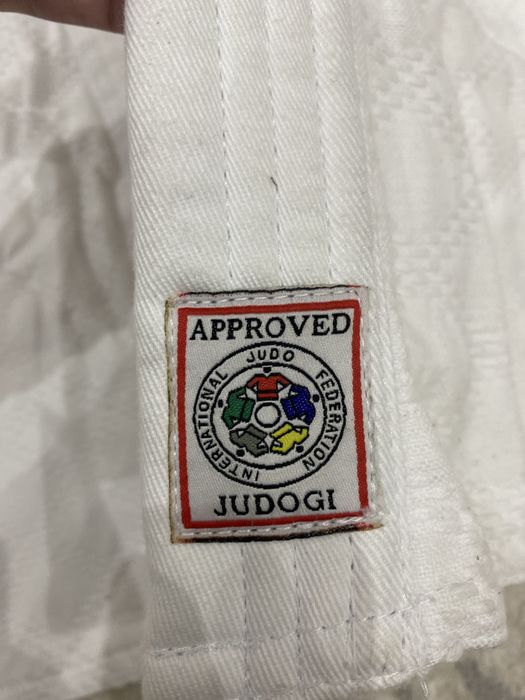 APPROVED
INTERNATIONAL JUDO FEDERATION
JUDOGI